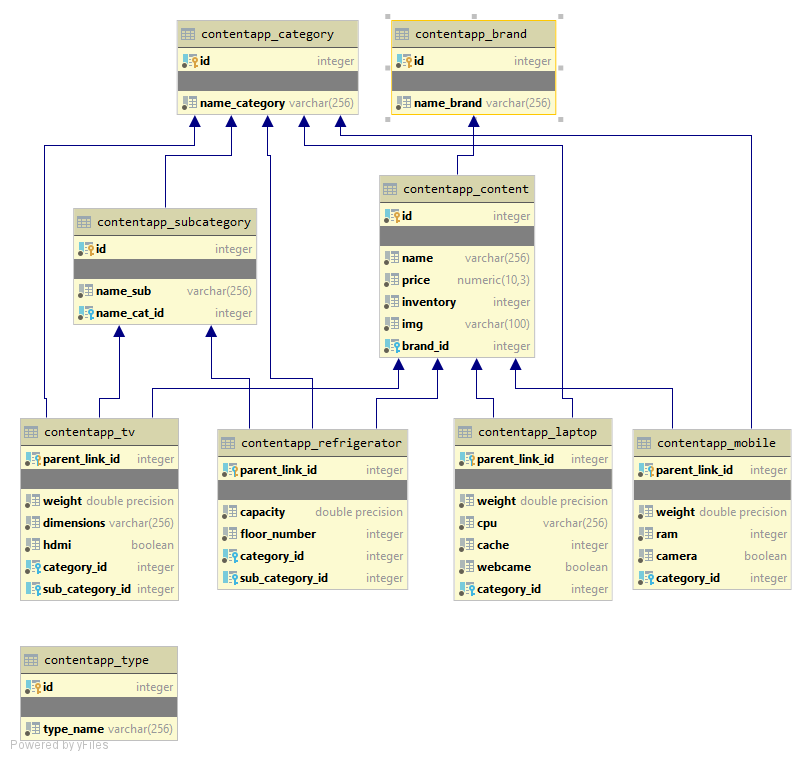 contentapp_category
id integer
name_category varchar(256)
contentapp_brand
id integer
name_brand varchar(256)
contentapp_subcategory
id integer
name_sub varchar(256)
name_cat_id integer
contentapp_content
id integer
name varchar(256)
price numeric(10,3)
inventory integer
img varchar(100)
brand_id integer
contentapp_tv
parent_link_id integer
weight double precision
dimensions varchar(256)
hdmi boolean
category_id integer
sub_category_id integer
contentapp_refrigerator
parent_link_id integer
capacity double precision
floor_number integer
category_id integer
sub_category_id integer
contentapp_laptop
parent_link_id integer
weight double precision
cpu varchar(256)
cache integer
webcame boolean
category_id integer
contentapp_mobile
parent_link_id integer
weight double precision
ram integer
camera boolean
category_id integer
contentapp_type
id integer
type_name varchar(256)
Powered by yFiles